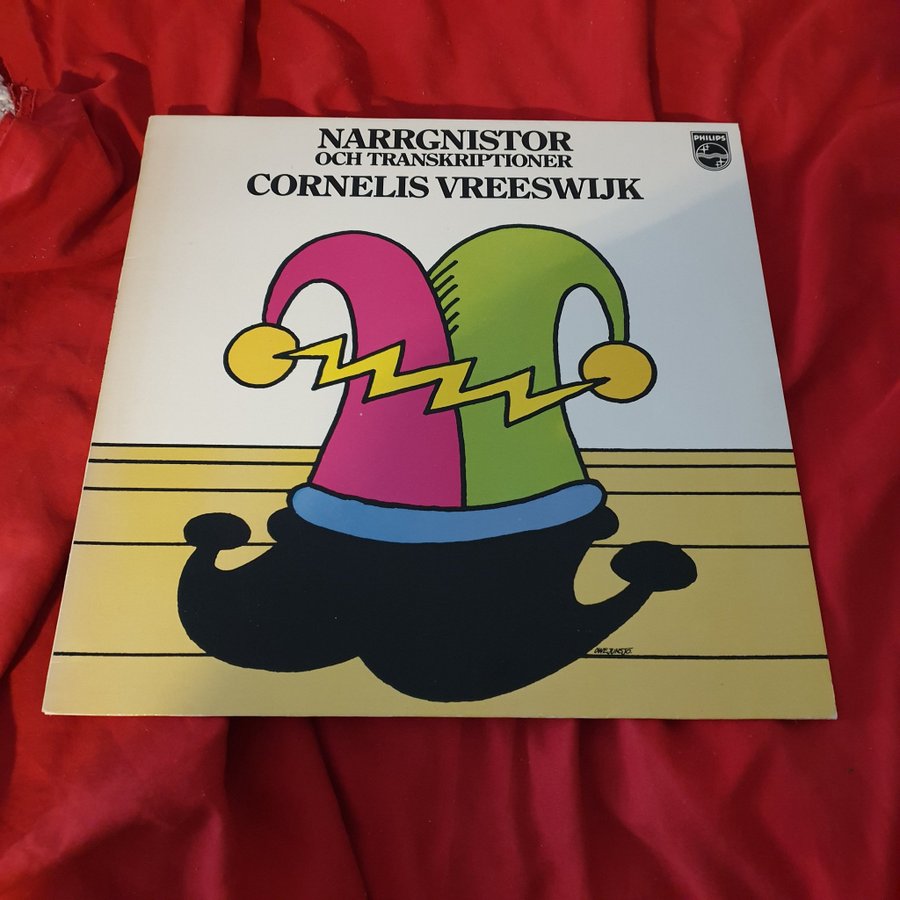 NARRGNISTOR
OCH TRANSKRIPTIONER
CORNELIS VREESWIJK
PHILIPS